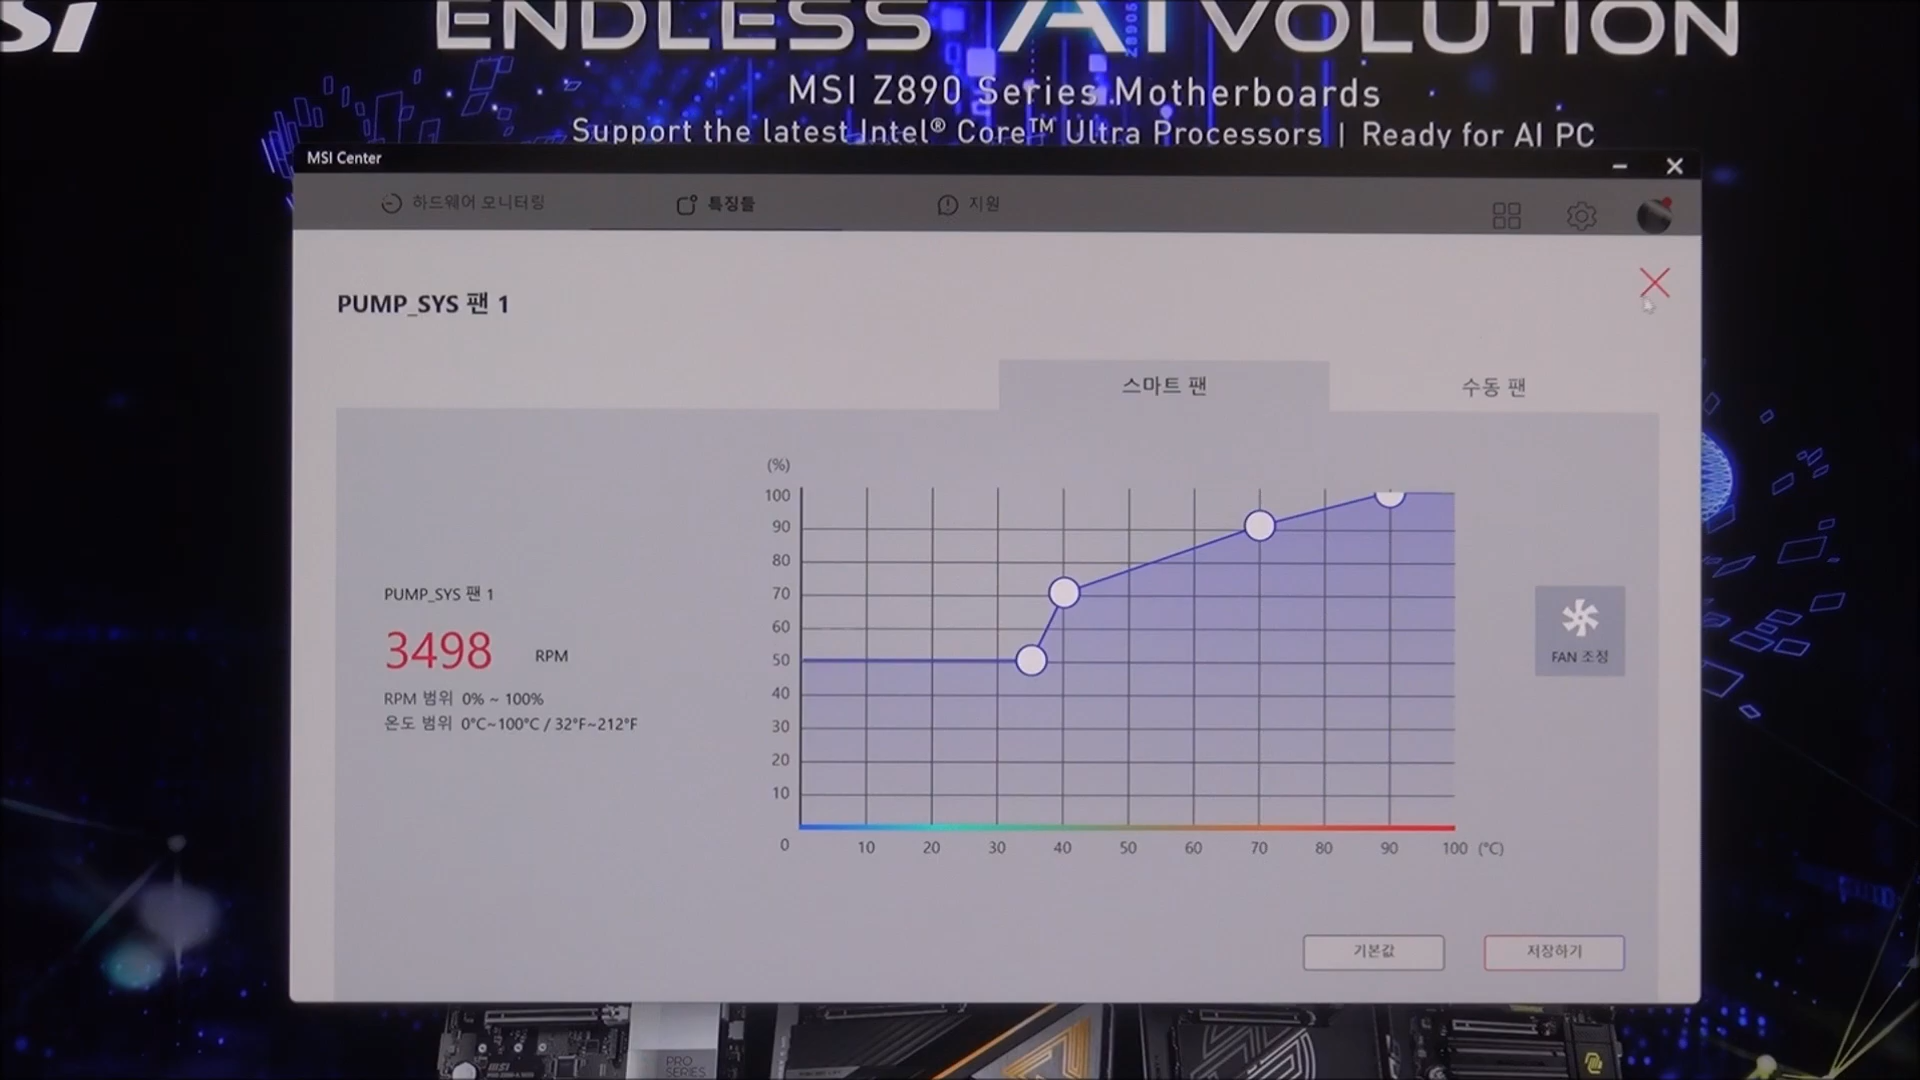 SI
ENDLESS AIVOLUTION
MSI Z890 Series Motherboards
Support the latest Intel® Core™ Ultra Processors | Ready for AI PC
MSI Center
하드웨어 모니터링
특징들
지원
PUMP_SYS 팬 1
스마트 팬
수동 팬
(%)
100
90
80
70
60
50
40
30
20
10
0 10 20 30 40 50 60 70 80 90 100 (°C)
PUMP_SYS 팬 1
3498 RPM
RPM 범위 0% ~ 100%
온도 범위 0°C~100°C / 32°F~212°F
FAN 조정
기본값
저장하기
PRO
SERIES